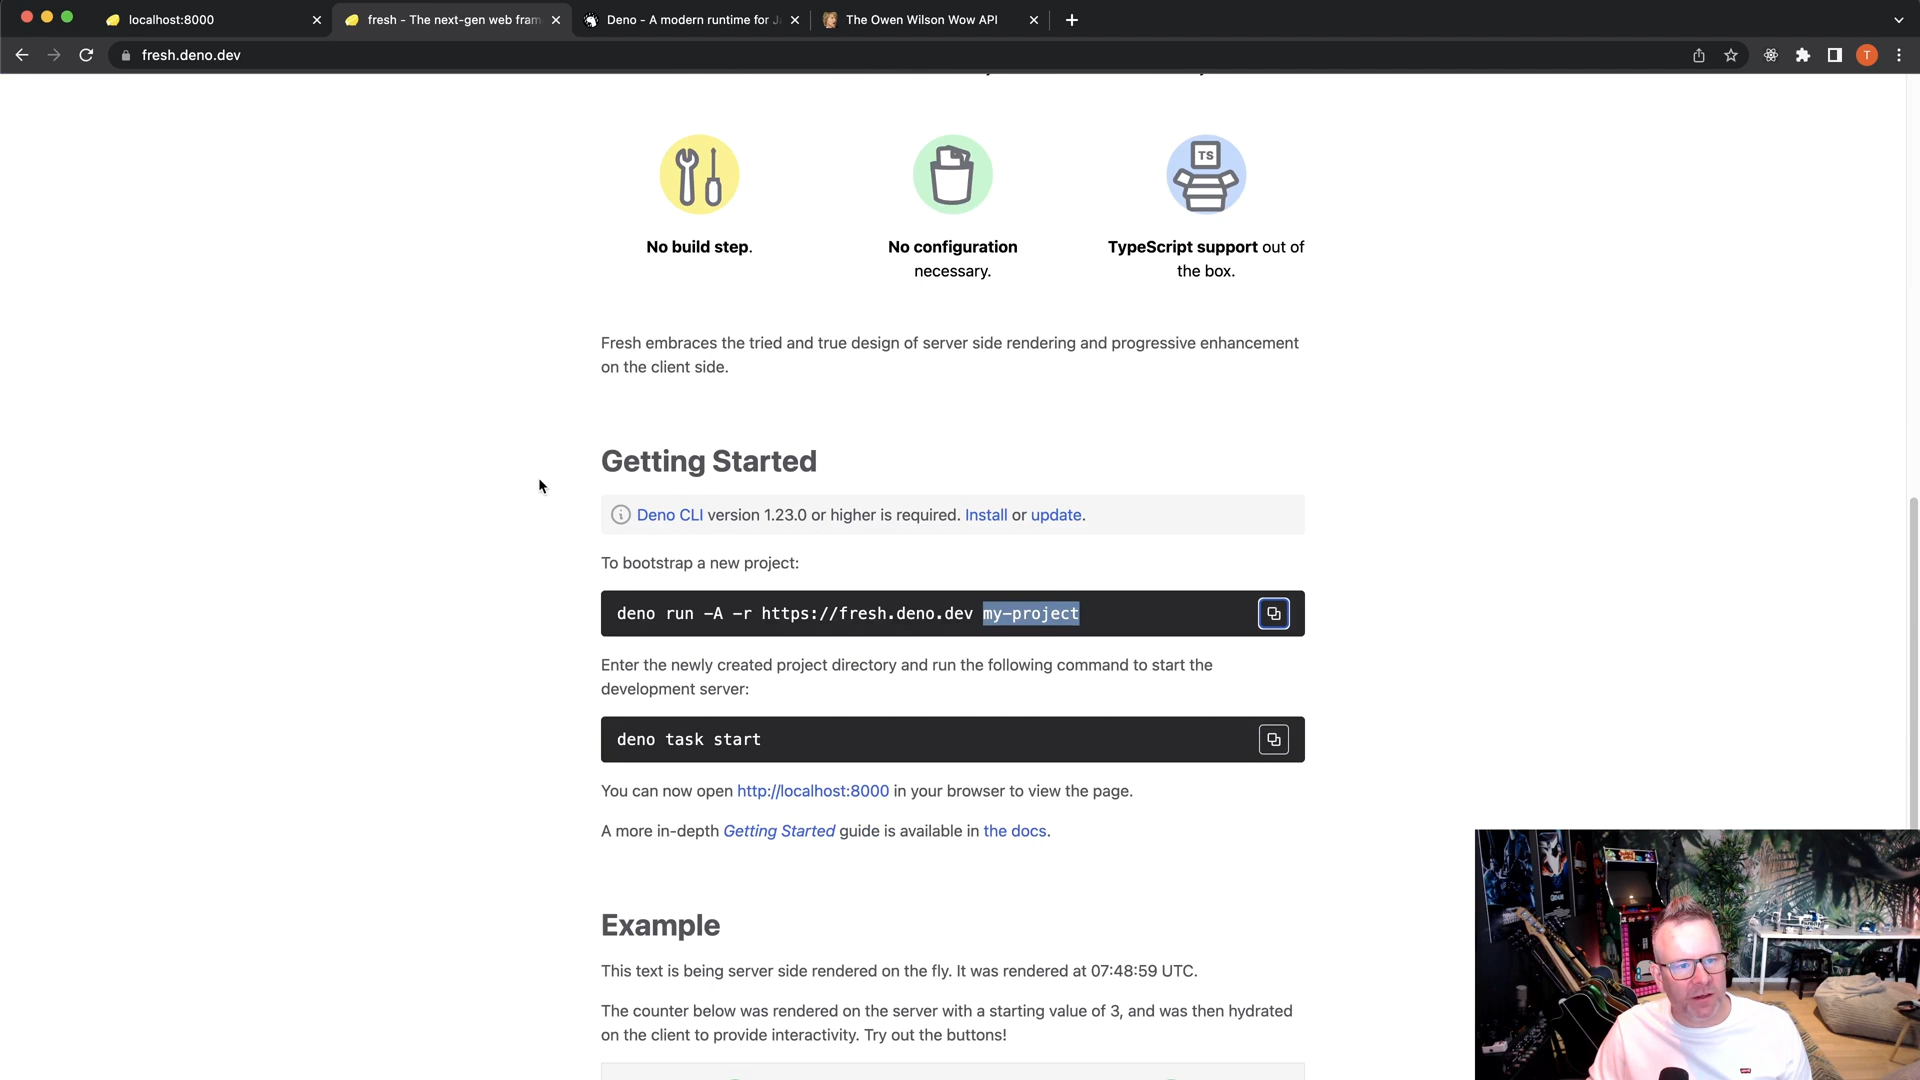 localhost:8000
fresh - The next-gen web fram
Deno - A modern runtime for Ja
The Owen Wilson Wow API
fresh.deno.dev
T
TS
No build step.
No configuration
necessary.
TypeScript support out of
the box.
Fresh embraces the tried and true design of server side rendering and progressive enhancement
on the client side.
Getting Started
Deno CLI version 1.23.0 or higher is required. Install or update.
To bootstrap a new project:
deno run -A -r https://fresh.deno.dev my-project
Enter the newly created project directory and run the following command to start the
development server:
deno task start
You can now open http://localhost:8000 in your browser to view the page.
A more in-depth Getting Started guide is available in the docs.
Example
This text is being server side rendered on the fly. It was rendered at 07:48:59 UTC.
The counter below was rendered on the server with a starting value of 3, and was then hydrated
on the client to provide interactivity. Try out the buttons!